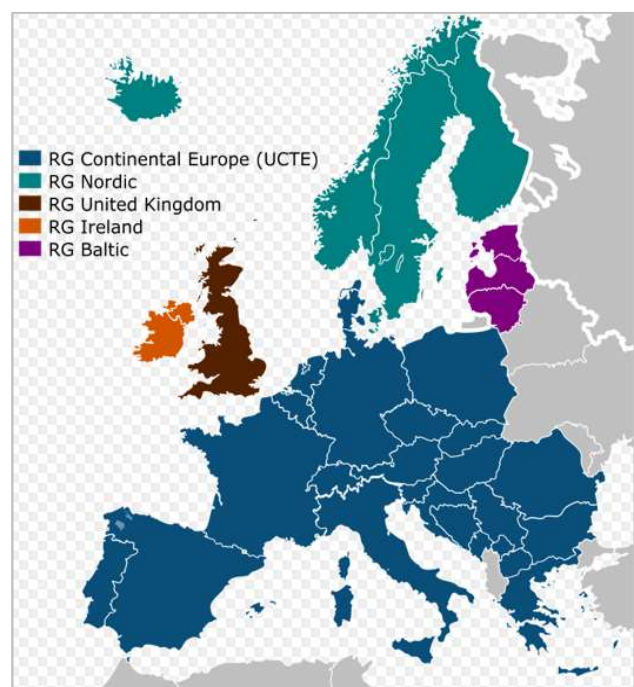 RG Continental Europe (UCTE)
RG Nordic
RG United Kingdom
RG Ireland
RG Baltic